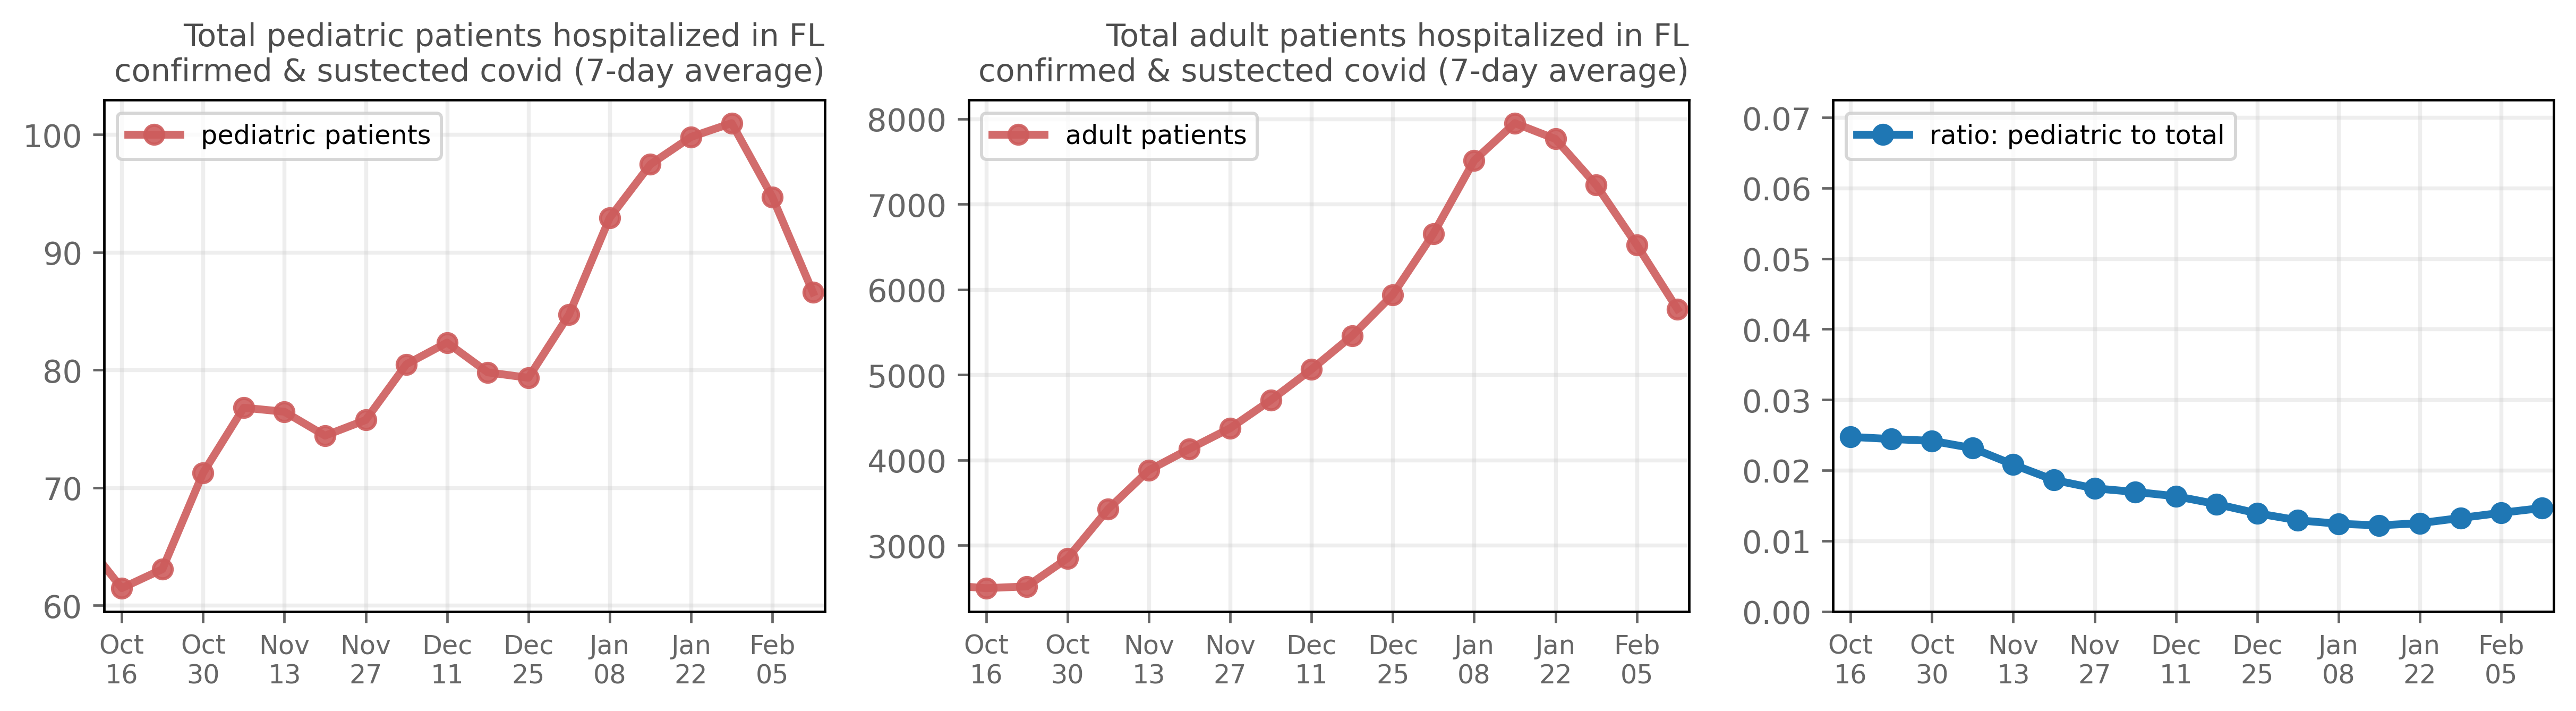 Total pediatric patients hospitalized in FL
confirmed & sustected covid (7-day average)
pediatric patients
100
90
80
70
60
Oct Oct Nov Nov Dec Dec Jan Jan Feb
16 30 13 27 11 25 08 22 05
Total adult patients hospitalized in FL
confirmed & sustected covid (7-day average)
adult patients
8000
7000
6000
5000
4000
3000
Oct Oct Nov Nov Dec Dec Jan Jan Feb
16 30 13 27 11 25 08 22 05
ratio: pediatric to total
0.07
0.06
0.05
0.04
0.03
0.02
0.01
0.00
Oct Oct Nov Nov Dec Dec Jan Jan Feb
16 30 13 27 11 25 08 22 05